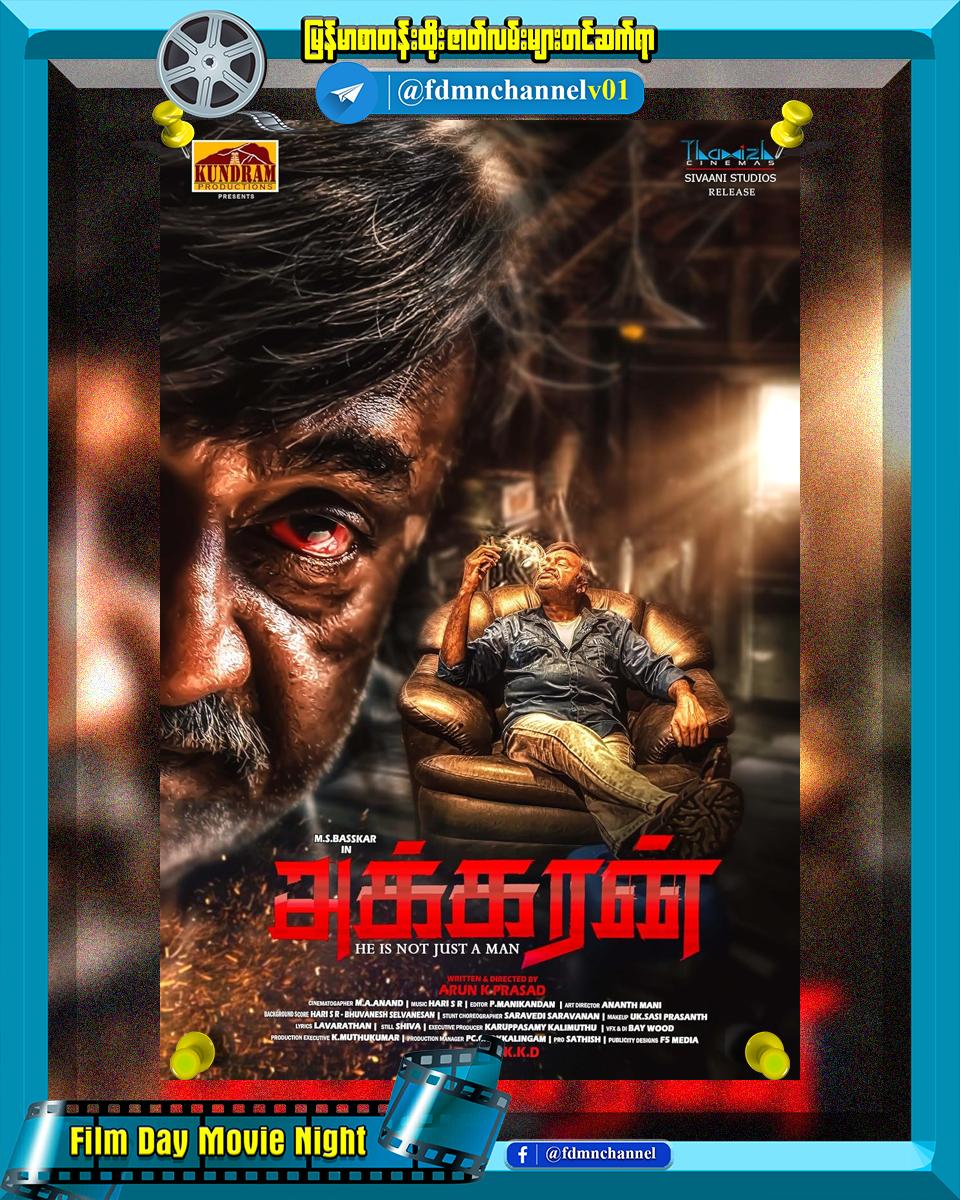 မြန်မာစာတန်းထိုးဇာတ်လမ်းများတင်ဆက်ရာ
@fdmnchannelv01
KUNDRAM
PRODUCTIONS
PRESENTS
Thamizh
CINEMAS
SIVAANI STUDIOS
RELEASE
M.S.BASSKAR
IN
அக்கரன்
HE IS NOT JUST A MAN
WRITTEN & DIRECTED BY
ARUN K PRASAD
CINEMATOGAPHER M.A.ANAND | MUSIC HARI S R | EDITOR P.MANIKANDAN | ART DIRECTOR ANANTH MANI
BACKGROUND SCORE HARI S R - BHUVANESH SELVANESAN | STUNT CHOREOGRAPHER SARAVEDI SARAVANAN | MAKEUP UK.SASI PRASANTH
LYRICS LAVARATHAN | STILL SHIVA | EXECUTIVE PRODUCER KARUPPASAMY KALIMUTHU | VFX & DI BAY WOOD
PRODUCTION EXECUTIVE K.MUTHUKUMAR | PRODUCTION MANAGER | PRO SATHISH | PUBLICITY DESIGNS F5 MEDIA
K.K.D
Film Day Movie Night
@fdmnchannel